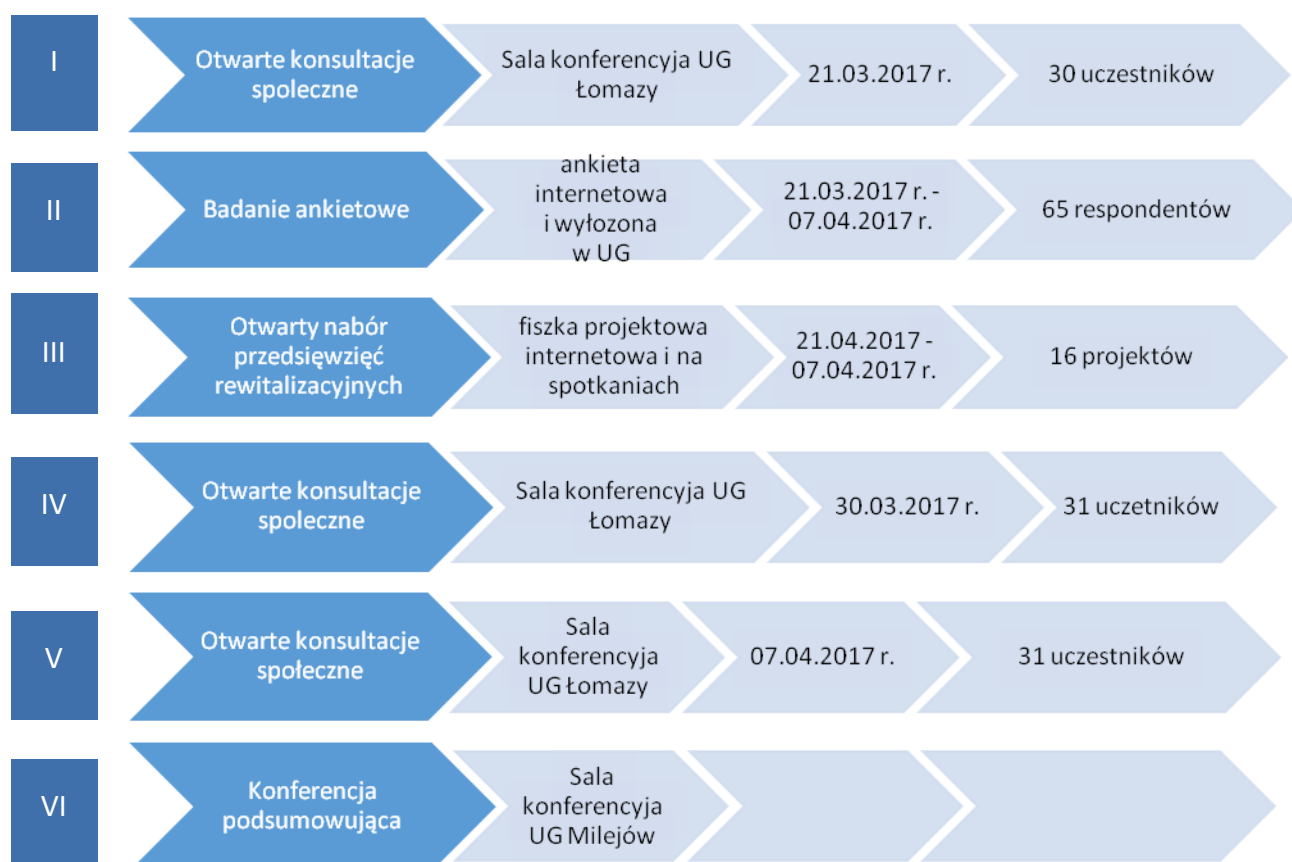 I
Otwarte konsultacje
spoleczne
Sala konferencyja UG
Łomazy
21.03.2017 r.
30 uczestników
II
Badanie ankietowe
ankieta
internetowa
i wyłozona
w UG
21.03.2017 r. -
07.04.2017 r.
65 respondentów
III
Otwarty nabór
przedsięwzięć
rewitalizacyjnych
fiszka projektowa
internetowa i na
spotkaniach
21.04.2017 -
07.04.2017 r.
16 projektów
IV
Otwarte konsultacje
spoleczne
Sala konferencyja UG
Łomazy
30.03.2017 r.
31 uczetników
V
Otwarte konsultacje
społeczne
Sala
konferencyja
UG Łomazy
07.04.2017 r.
31 uczestników
VI
Konferencja
podsumowująca
Sala
konferencyja
UG Milejów